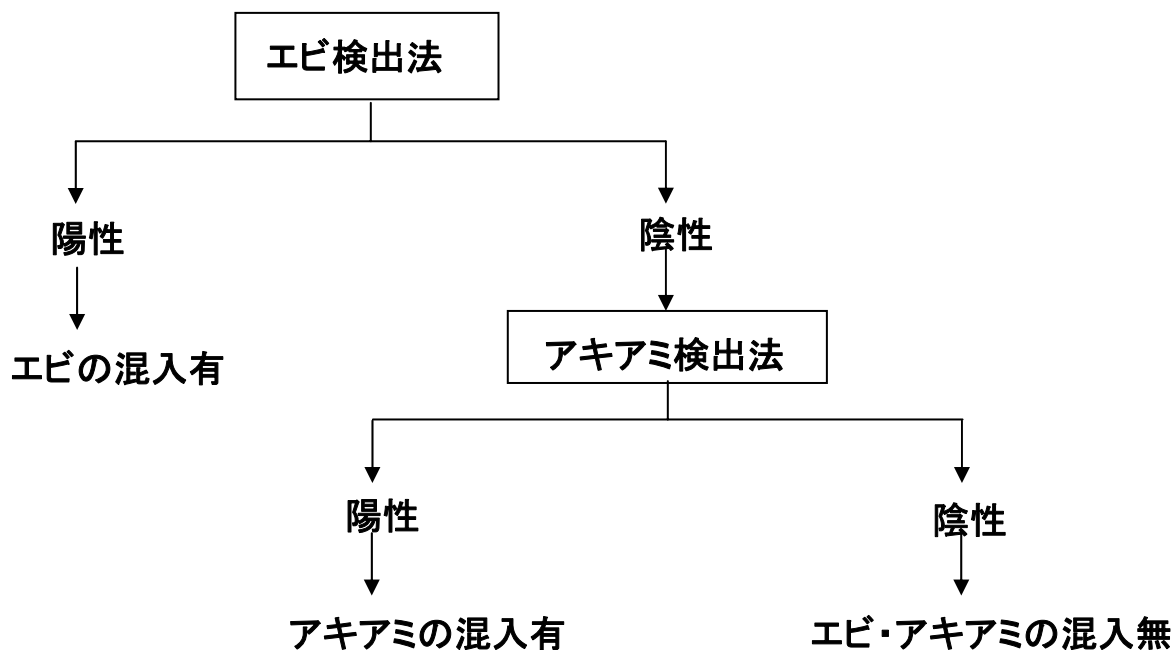 エビ検出法
陽性
陰性
エビの混入有
アキアミ検出法
陽性
陰性
アキアミの混入有
エビ・アキアミの混入無